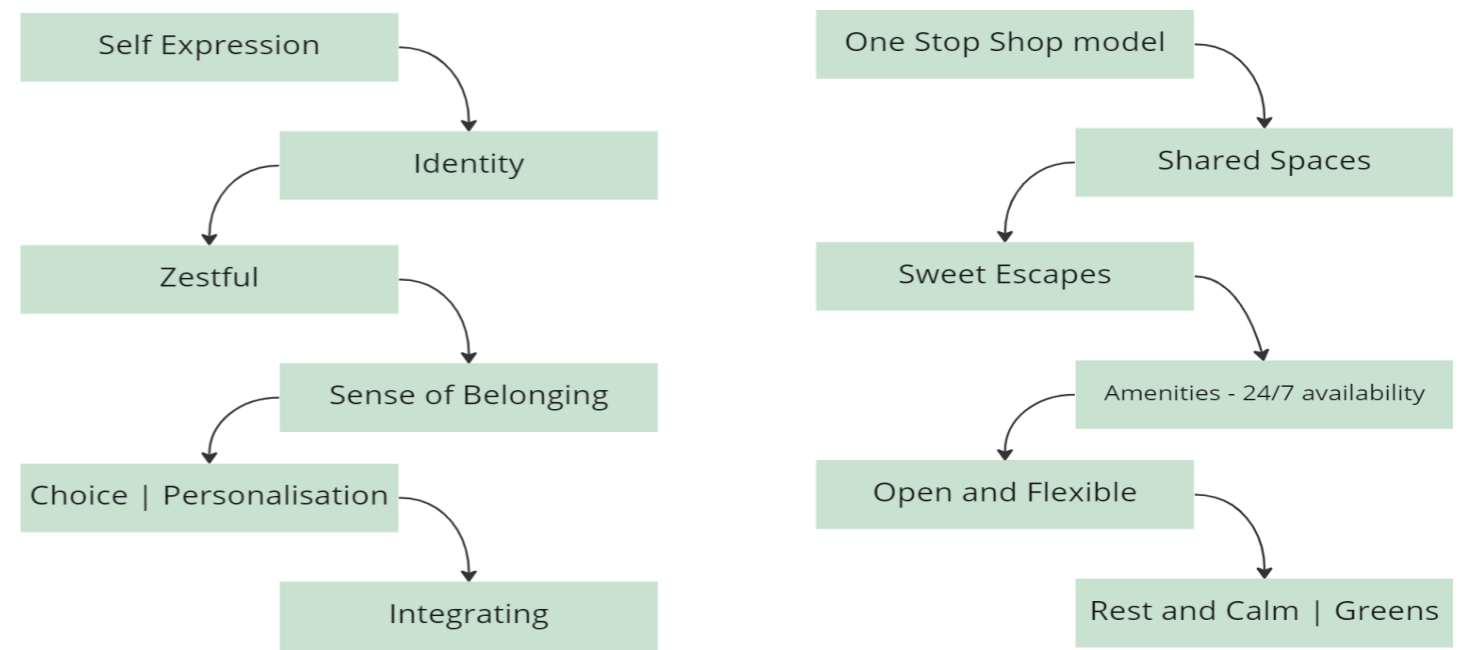 Self Expression
Identity
Zestful
Sense of Belonging
Choice | Personalisation
Integrating
One Stop Shop model
Shared Spaces
Sweet Escapes
Amenities - 24/7 availability
Open and Flexible
Rest and Calm | Greens